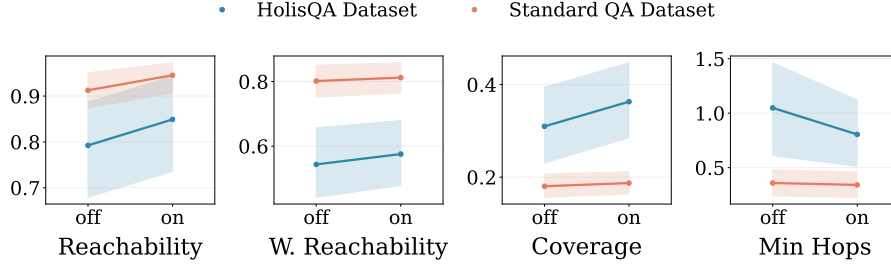 HolisQA Dataset
Standard QA Dataset
0.9
0.8
0.7
off on
Reachability
0.8
0.6
off on
W. Reachability
0.4
0.2
off on
Coverage
1.5
1.0
0.5
off on
Min Hops